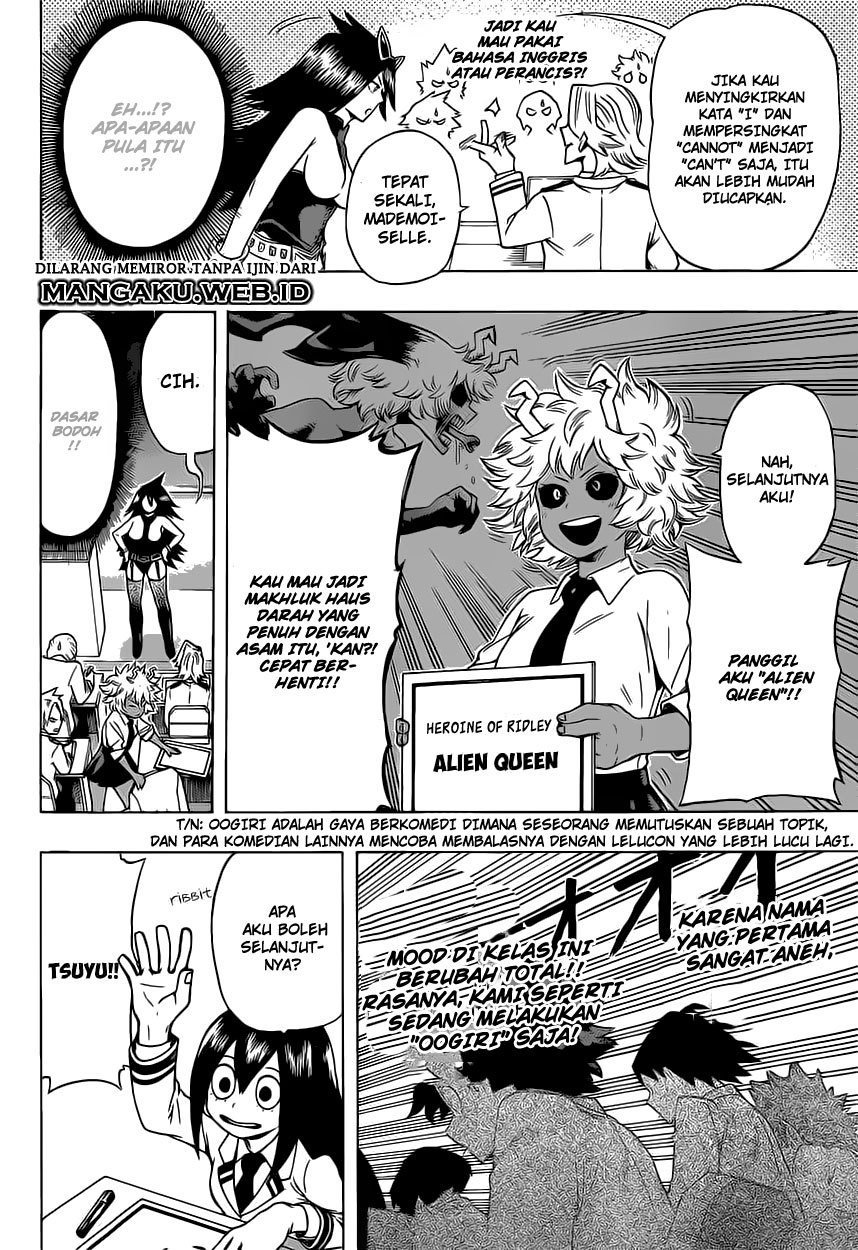 JADI KAU
MAU PAKAI
BAHASA INGGRIS
ATAU PERANCIS?!
JIKA KAU
MENYINGKIRKAN
KATA "I" DAN
MEMPERSINGKAT
"CANNOT" MENJADI
"CAN'T" SAJA, ITU
AKAN LEBIH MUDAH
DIUCAPKAN.
TEPAT
SEKALI,
MADEMOI-
SELLE.
EH...!?
APA-APAAN
PULA ITU
...?!
DILARANG MEMIROR TANPA IJIN DARI
MANGAKU.WEB.ID
CIH.
DASAR
BODOH
!!
NAH,
SELANJUTNYA
AKU!
PANGGIL
AKU "ALIEN
QUEEN"!!
KAU MAU JADI
MAKHLUK HAUS
DARAH YANG
PENUH DENGAN
ASAM ITU, 'KAN?!
CEPAT BER-
HENTI!!
HEROINE OF RIDLEY
ALIEN QUEEN
T/N: OOGIRI ADALAH GAYA BERKOMEDI DIMANA SESEORANG MEMUTUSKAN SEBUAH TOPIK,
DAN PARA KOMEDIAN LAINNYA MENCOBA MEMBALASNYA DENGAN LELUCON YANG LEBIH LUCU LAGI.
ribbit
APA
AKU BOLEH
SELANJUT-
NYA?
TSUYU!!
KARENA NAMA
YANG PERTAMA
SANGAT ANEH,
MOOD DI KELAS INI
BERUBAH TOTAL!!
RASANYA, KAMI SEPERTI
SEDANG MELAKUKAN
"OOGIRI" SAJA!
オオオ